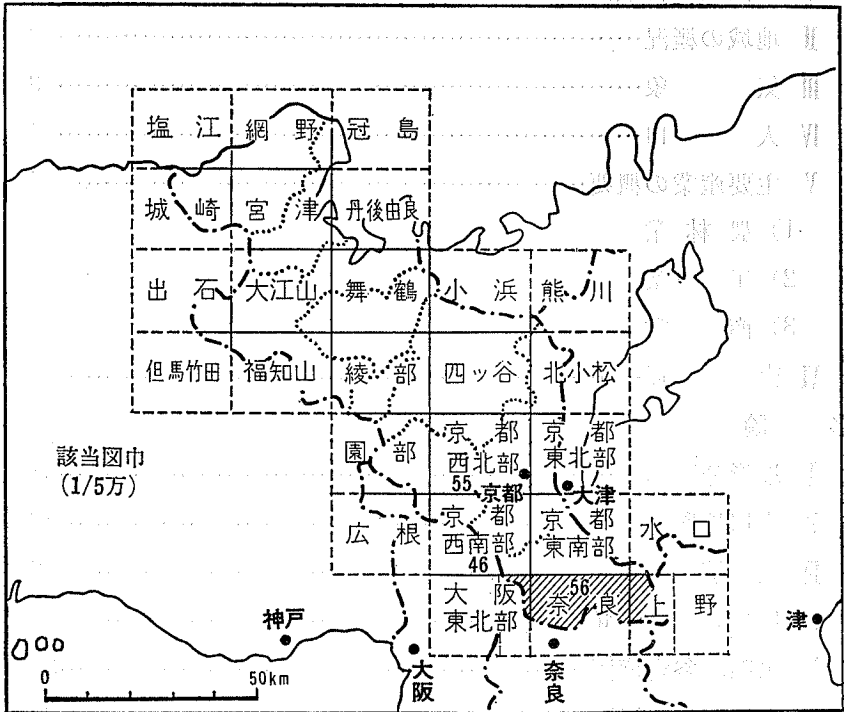 塩江 網野 冠島
城崎 宮津 丹後由良
出石 大江山 舞鶴 小浜 熊川
但馬竹田 福知山 綾部 四ッ谷 北小松
園部 京都西北部 55 京都東北部
京都 大津
該当図巾
(1/5万)
広根 京都西南部 46 京都東南部 水口
大阪東北部 奈良 56 上野
神戸 大阪 奈良 津
0 50km